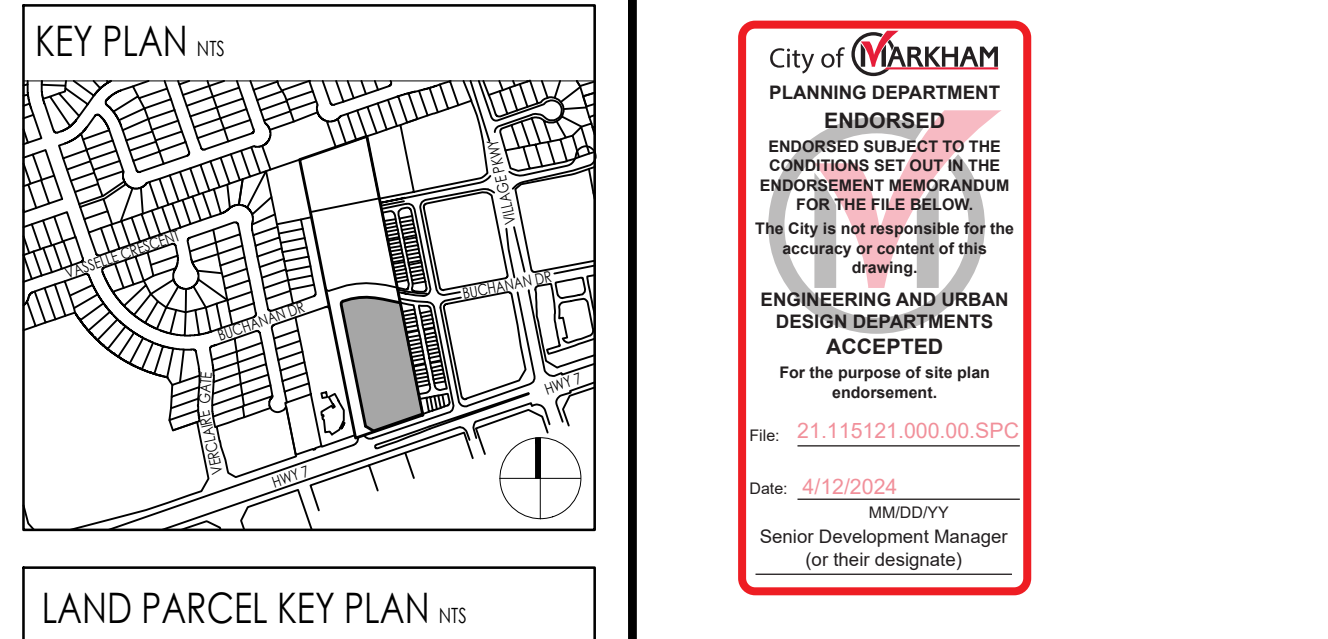 KEY PLAN NTS
VASSELLE CRESCENT
BUCHANAN DR
VERCLAIRE GATE
HWY 7
VILLAGE PKWY
BUCHANAN DR
HWY 7
LAND PARCEL KEY PLAN NTS
City of MARKHAM
PLANNING DEPARTMENT
ENDORSED
ENDORSED SUBJECT TO THE
CONDITIONS SET OUT IN THE
ENDORSEMENT MEMORANDUM
FOR THE FILE BELOW.
The City is not responsible for the
accuracy or content of this
drawing.
ENGINEERING AND URBAN
DESIGN DEPARTMENTS
ACCEPTED
For the purpose of site plan
endorsement.
File: 21.115121.000.00.SPC
Date: 4/12/2024
MM/DD/YY
Senior Development Manager
(or their designate)